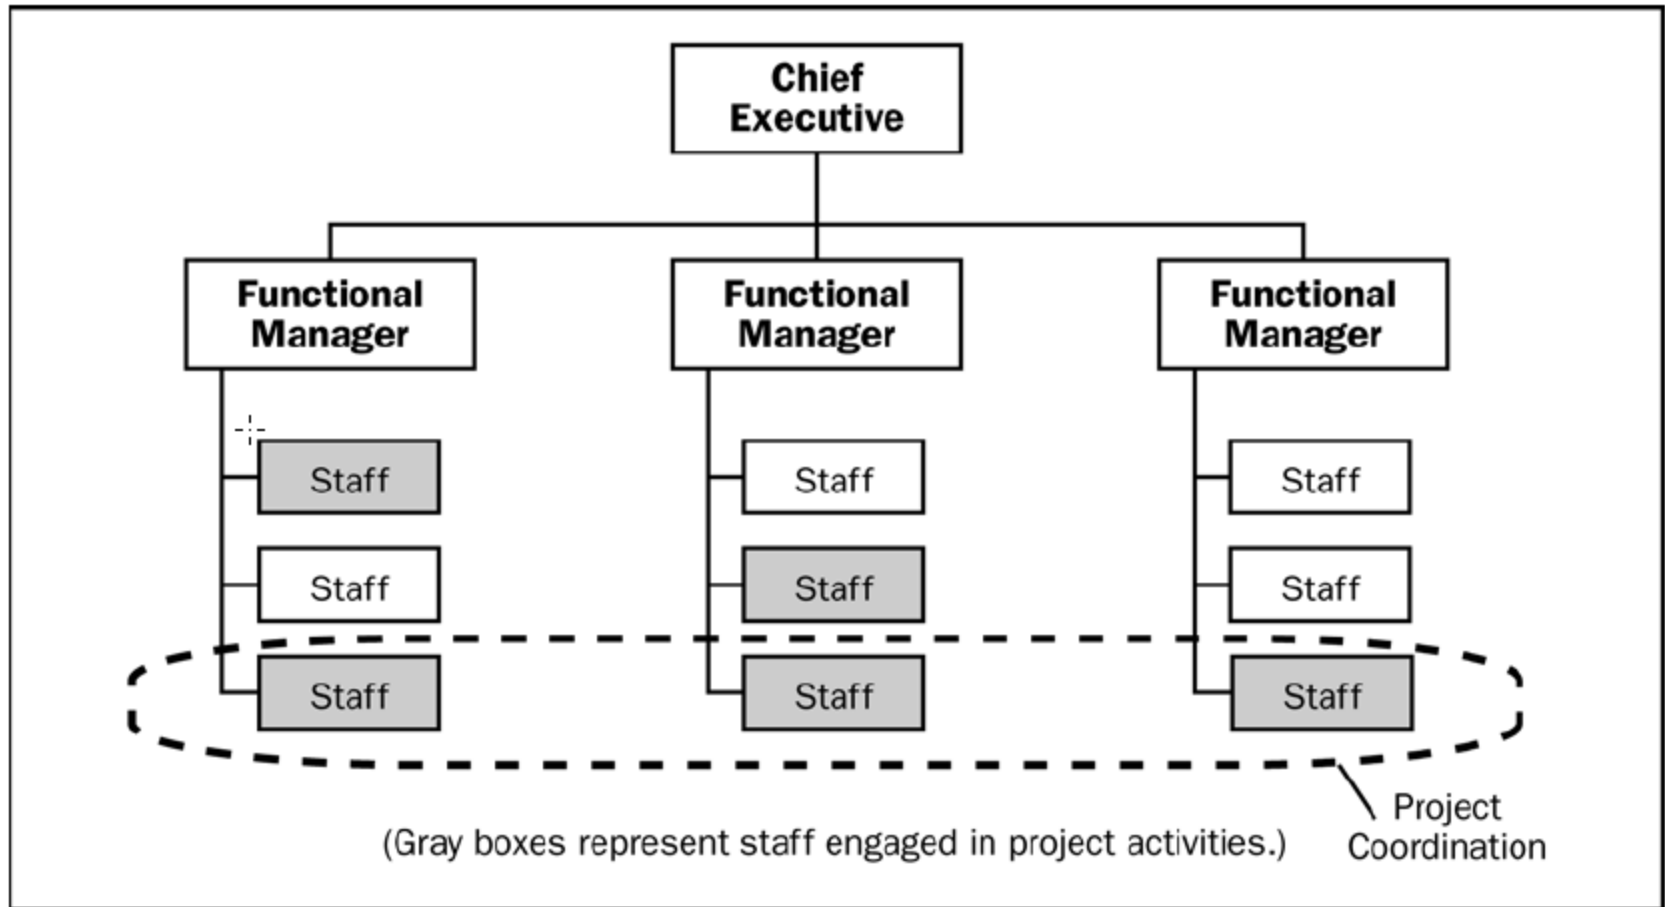 Chief
Executive
Functional
Manager
Functional
Manager
Functional
Manager
Staff
Staff
Staff
Staff
Staff
Staff
Staff
Staff
Staff
Project
Coordination
(Gray boxes represent staff engaged in project activities.)